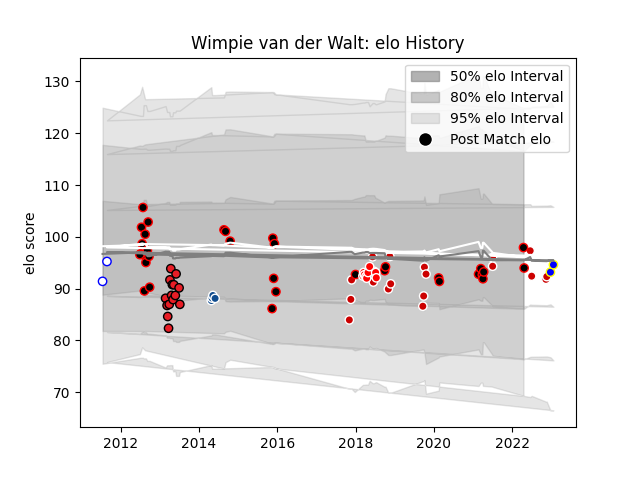 Wimpie van der Walt: elo History
50% elo Interval
80% elo Interval
95% elo Interval
Post Match elo
elo score
130
120
110
100
90
80
70
2012
2014
2016
2018
2020
2022